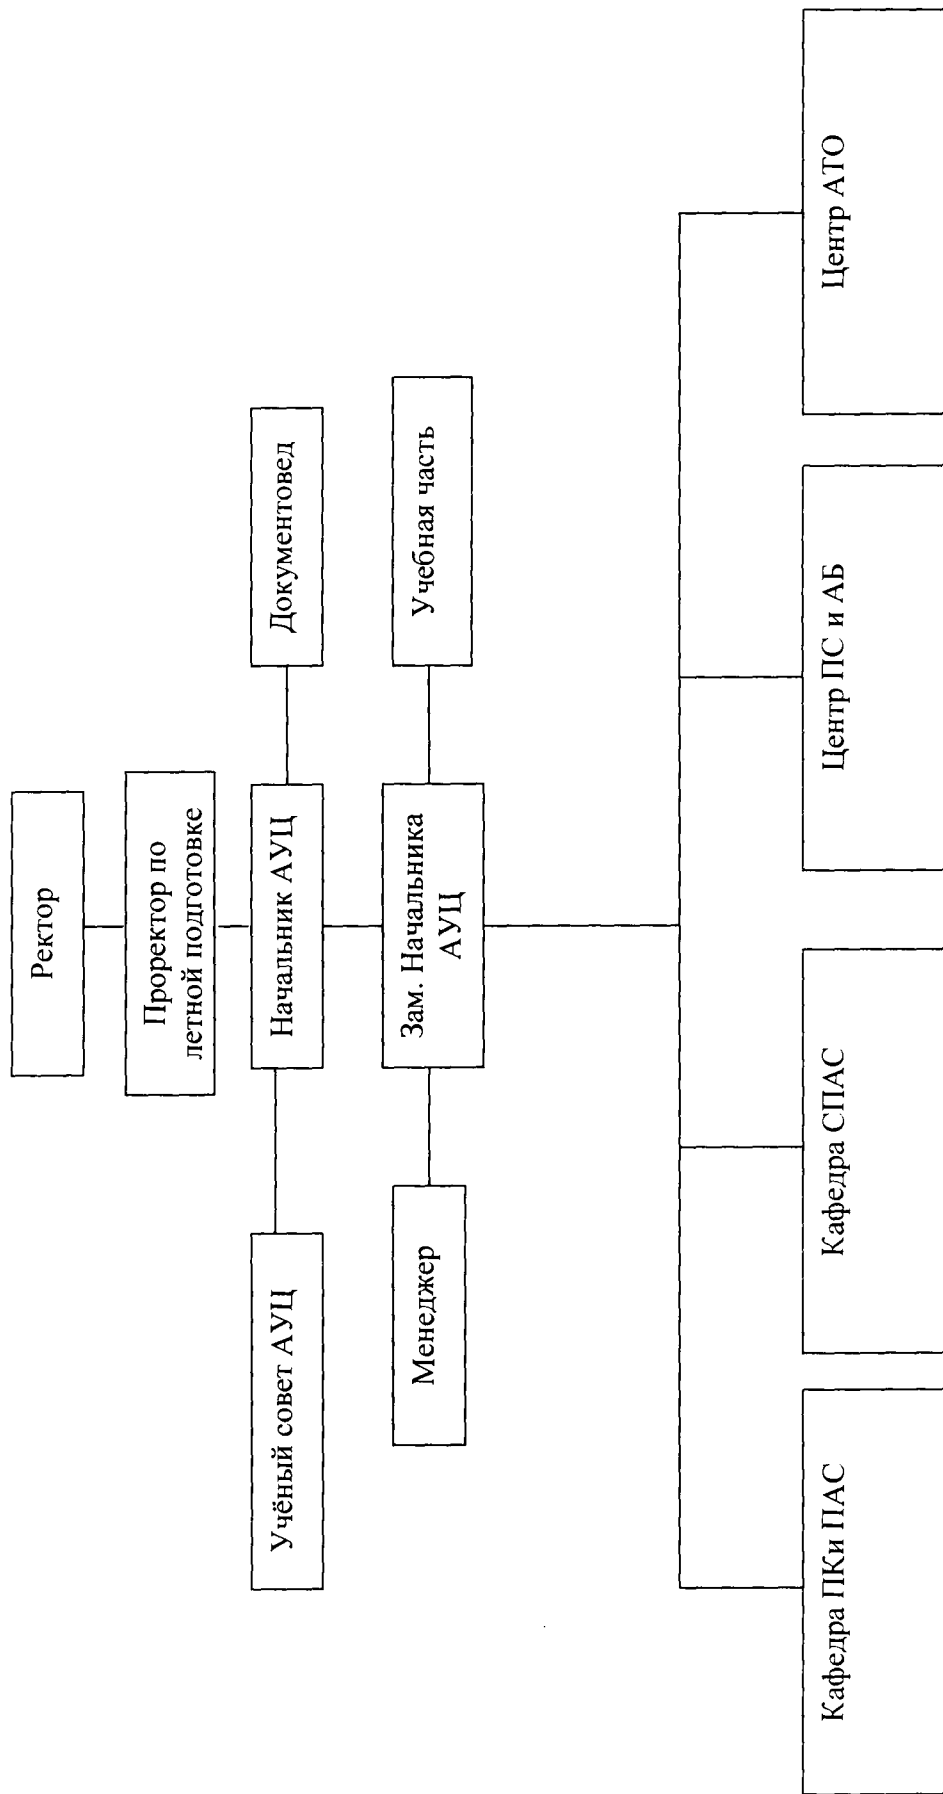 Ректор
Проректор по
летной подготовке
Учёный совет АУЦ
Начальник АУЦ
Документовед
Менеджер
Зам. Начальника
АУЦ
Учебная часть
Кафедра ПКи ПАС
Кафедра СПАС
Центр ПС и АБ
Центр АТО